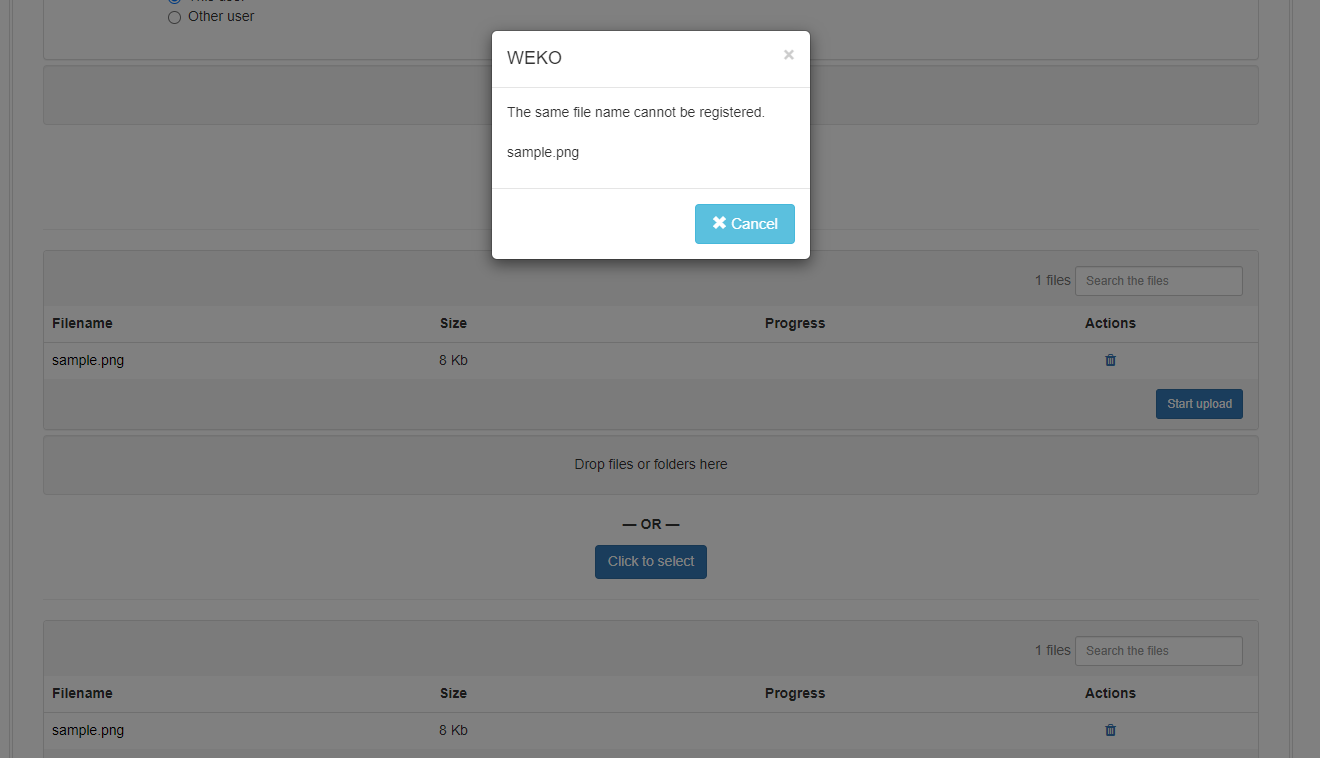 Other user
WEKO ×
The same file name cannot be registered.
sample.png
✖ Cancel
1 files Search the files
Filename Size Progress Actions
sample.png 8 Kb
Start upload
Drop files or folders here
— OR —
Click to select
1 files Search the files
Filename Size Progress Actions
sample.png 8 Kb